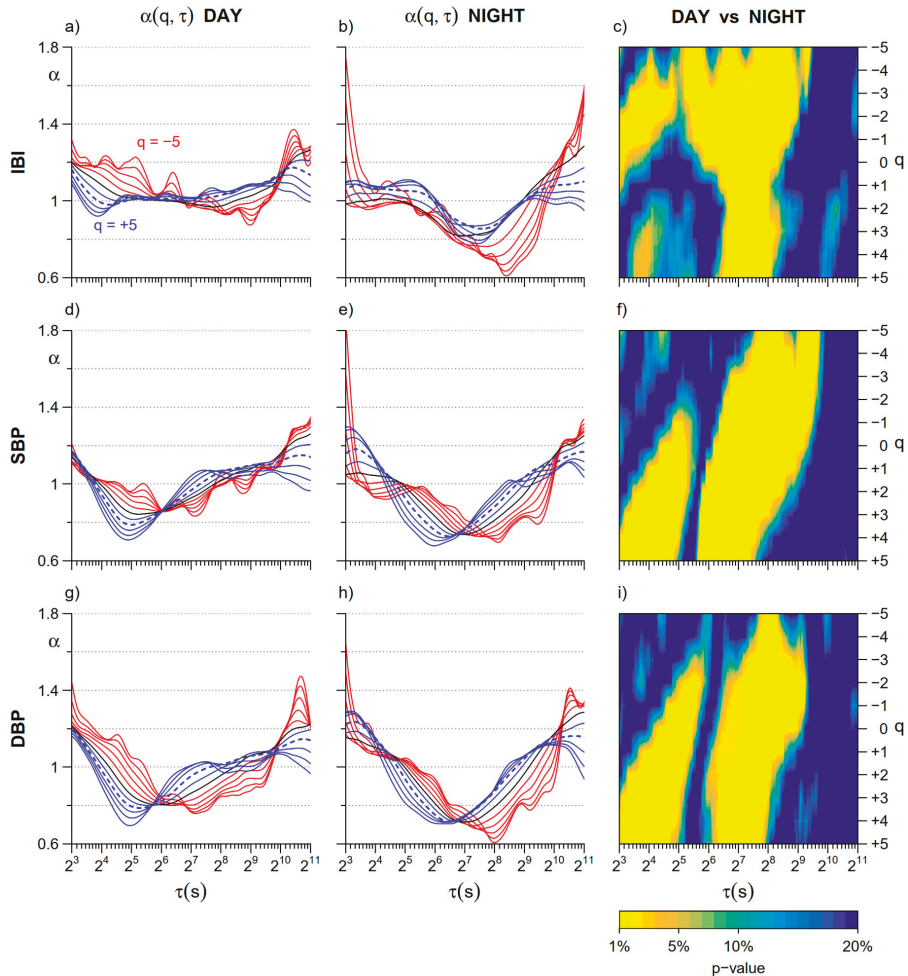 α(q, τ) DAY
α(q, τ) NIGHT
DAY vs NIGHT
a)
b)
c)
1.8
α
1.4
1
0.6
IBI
q = −5
q = +5
−5
−4
−3
−2
−1
0 q
+1
+2
+3
+4
+5
d)
e)
f)
1.8
α
1.4
1
0.6
SBP
−5
−4
−3
−2
−1
0 q
+1
+2
+3
+4
+5
g)
h)
i)
1.8
α
1.4
1
0.6
DBP
−5
−4
−3
−2
−1
0 q
+1
+2
+3
+4
+5
2³ 2⁴ 2⁵ 2⁶ 2⁷ 2⁸ 2⁹ 2¹⁰ 2¹¹
2³ 2⁴ 2⁵ 2⁶ 2⁷ 2⁸ 2⁹ 2¹⁰ 2¹¹
2³ 2⁴ 2⁵ 2⁶ 2⁷ 2⁸ 2⁹ 2¹⁰ 2¹¹
τ(s)
τ(s)
τ(s)
1% 5% 10% 20%
p−value